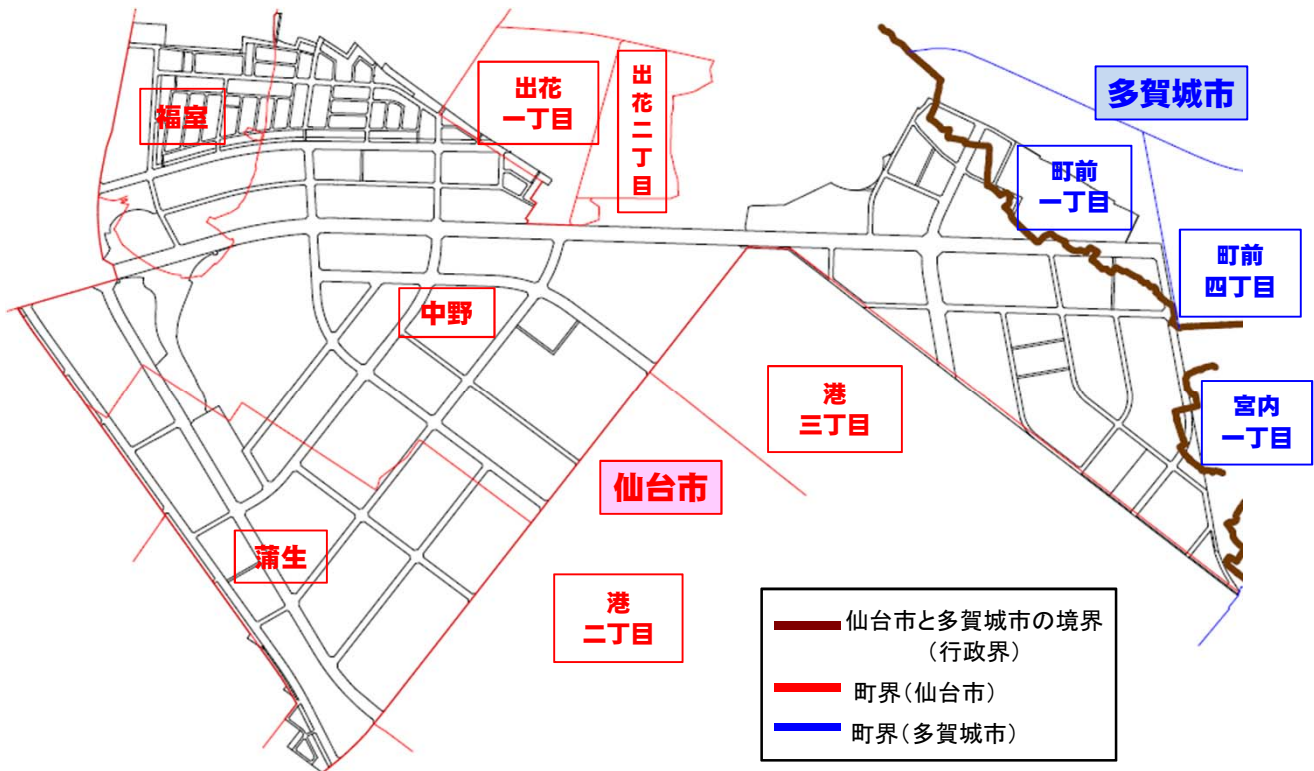 福室
出花
一丁目
出花二丁目
多賀城市
町前
一丁目
町前
四丁目
中野
港
三丁目
宮内
一丁目
仙台市
蒲生
港
二丁目
仙台市と多賀城市の境界
（行政界）
町界（仙台市）
町界（多賀城市）